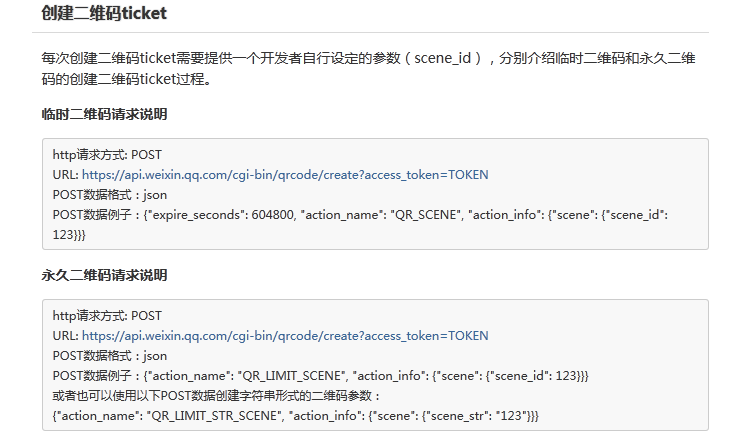 创建二维码ticket
每次创建二维码ticket需要提供一个开发者自行设定的参数（scene_id），分别介绍临时二维码和永久二维
码的创建二维码ticket过程。
临时二维码请求说明
http请求方式: POST
URL: https://api.weixin.qq.com/cgi-bin/qrcode/create?access_token=TOKEN
POST数据格式：json
POST数据例子：{"expire_seconds": 604800, "action_name": "QR_SCENE", "action_info": {"scene": {"scene_id":
123}}}
永久二维码请求说明
http请求方式: POST
URL: https://api.weixin.qq.com/cgi-bin/qrcode/create?access_token=TOKEN
POST数据格式：json
POST数据例子：{"action_name": "QR_LIMIT_SCENE", "action_info": {"scene": {"scene_id": 123}}}
或者也可以使用以下POST数据创建字符串形式的二维码参数：
{"action_name": "QR_LIMIT_STR_SCENE", "action_info": {"scene": {"scene_str": "123"}}}